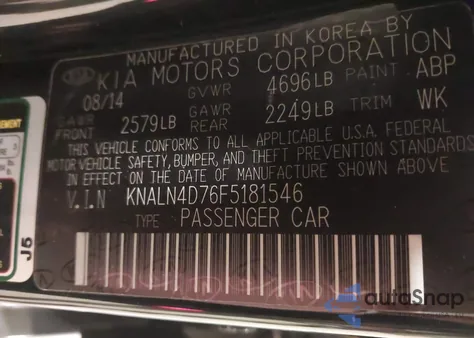 MANUFACTURED IN KOREA BY
KIA KIA MOTORS CORPORATION
08/14 GVWR 4696LB PAINT ABP
GAWR FRONT 2579LB GAWR REAR 2249LB TRIM WK
THIS VEHICLE CONFORMS TO ALL APPLICABLE U.S.A. FEDERAL
MOTOR VEHICLE SAFETY, BUMPER, AND THEFT PREVENTION STANDARDS
IN EFFECT ON THE DATE OF MANUFACTURE SHOWN ABOVE
V.I.N KNALN4D76F5181546
TYPE PASSENGER CAR
J5
autoSnap